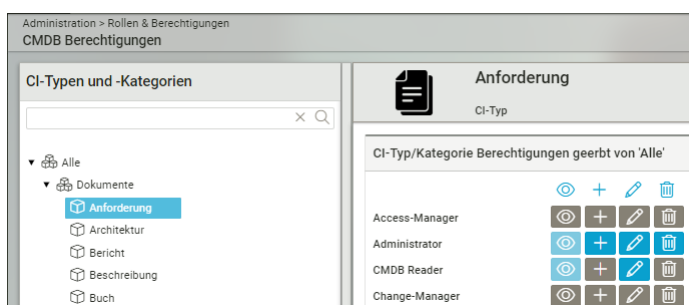 Administration > Rollen & Berechtigungen
CMDB Berechtigungen
CI-Typen und -Kategorien
Alle
Dokumente
Anforderung
Architektur
Bericht
Beschreibung
Buch
Anforderung
CI-Typ
CI-Typ/Kategorie Berechtigungen geerbt von 'Alle'
Access-Manager
Administrator
CMDB Reader
Change-Manager